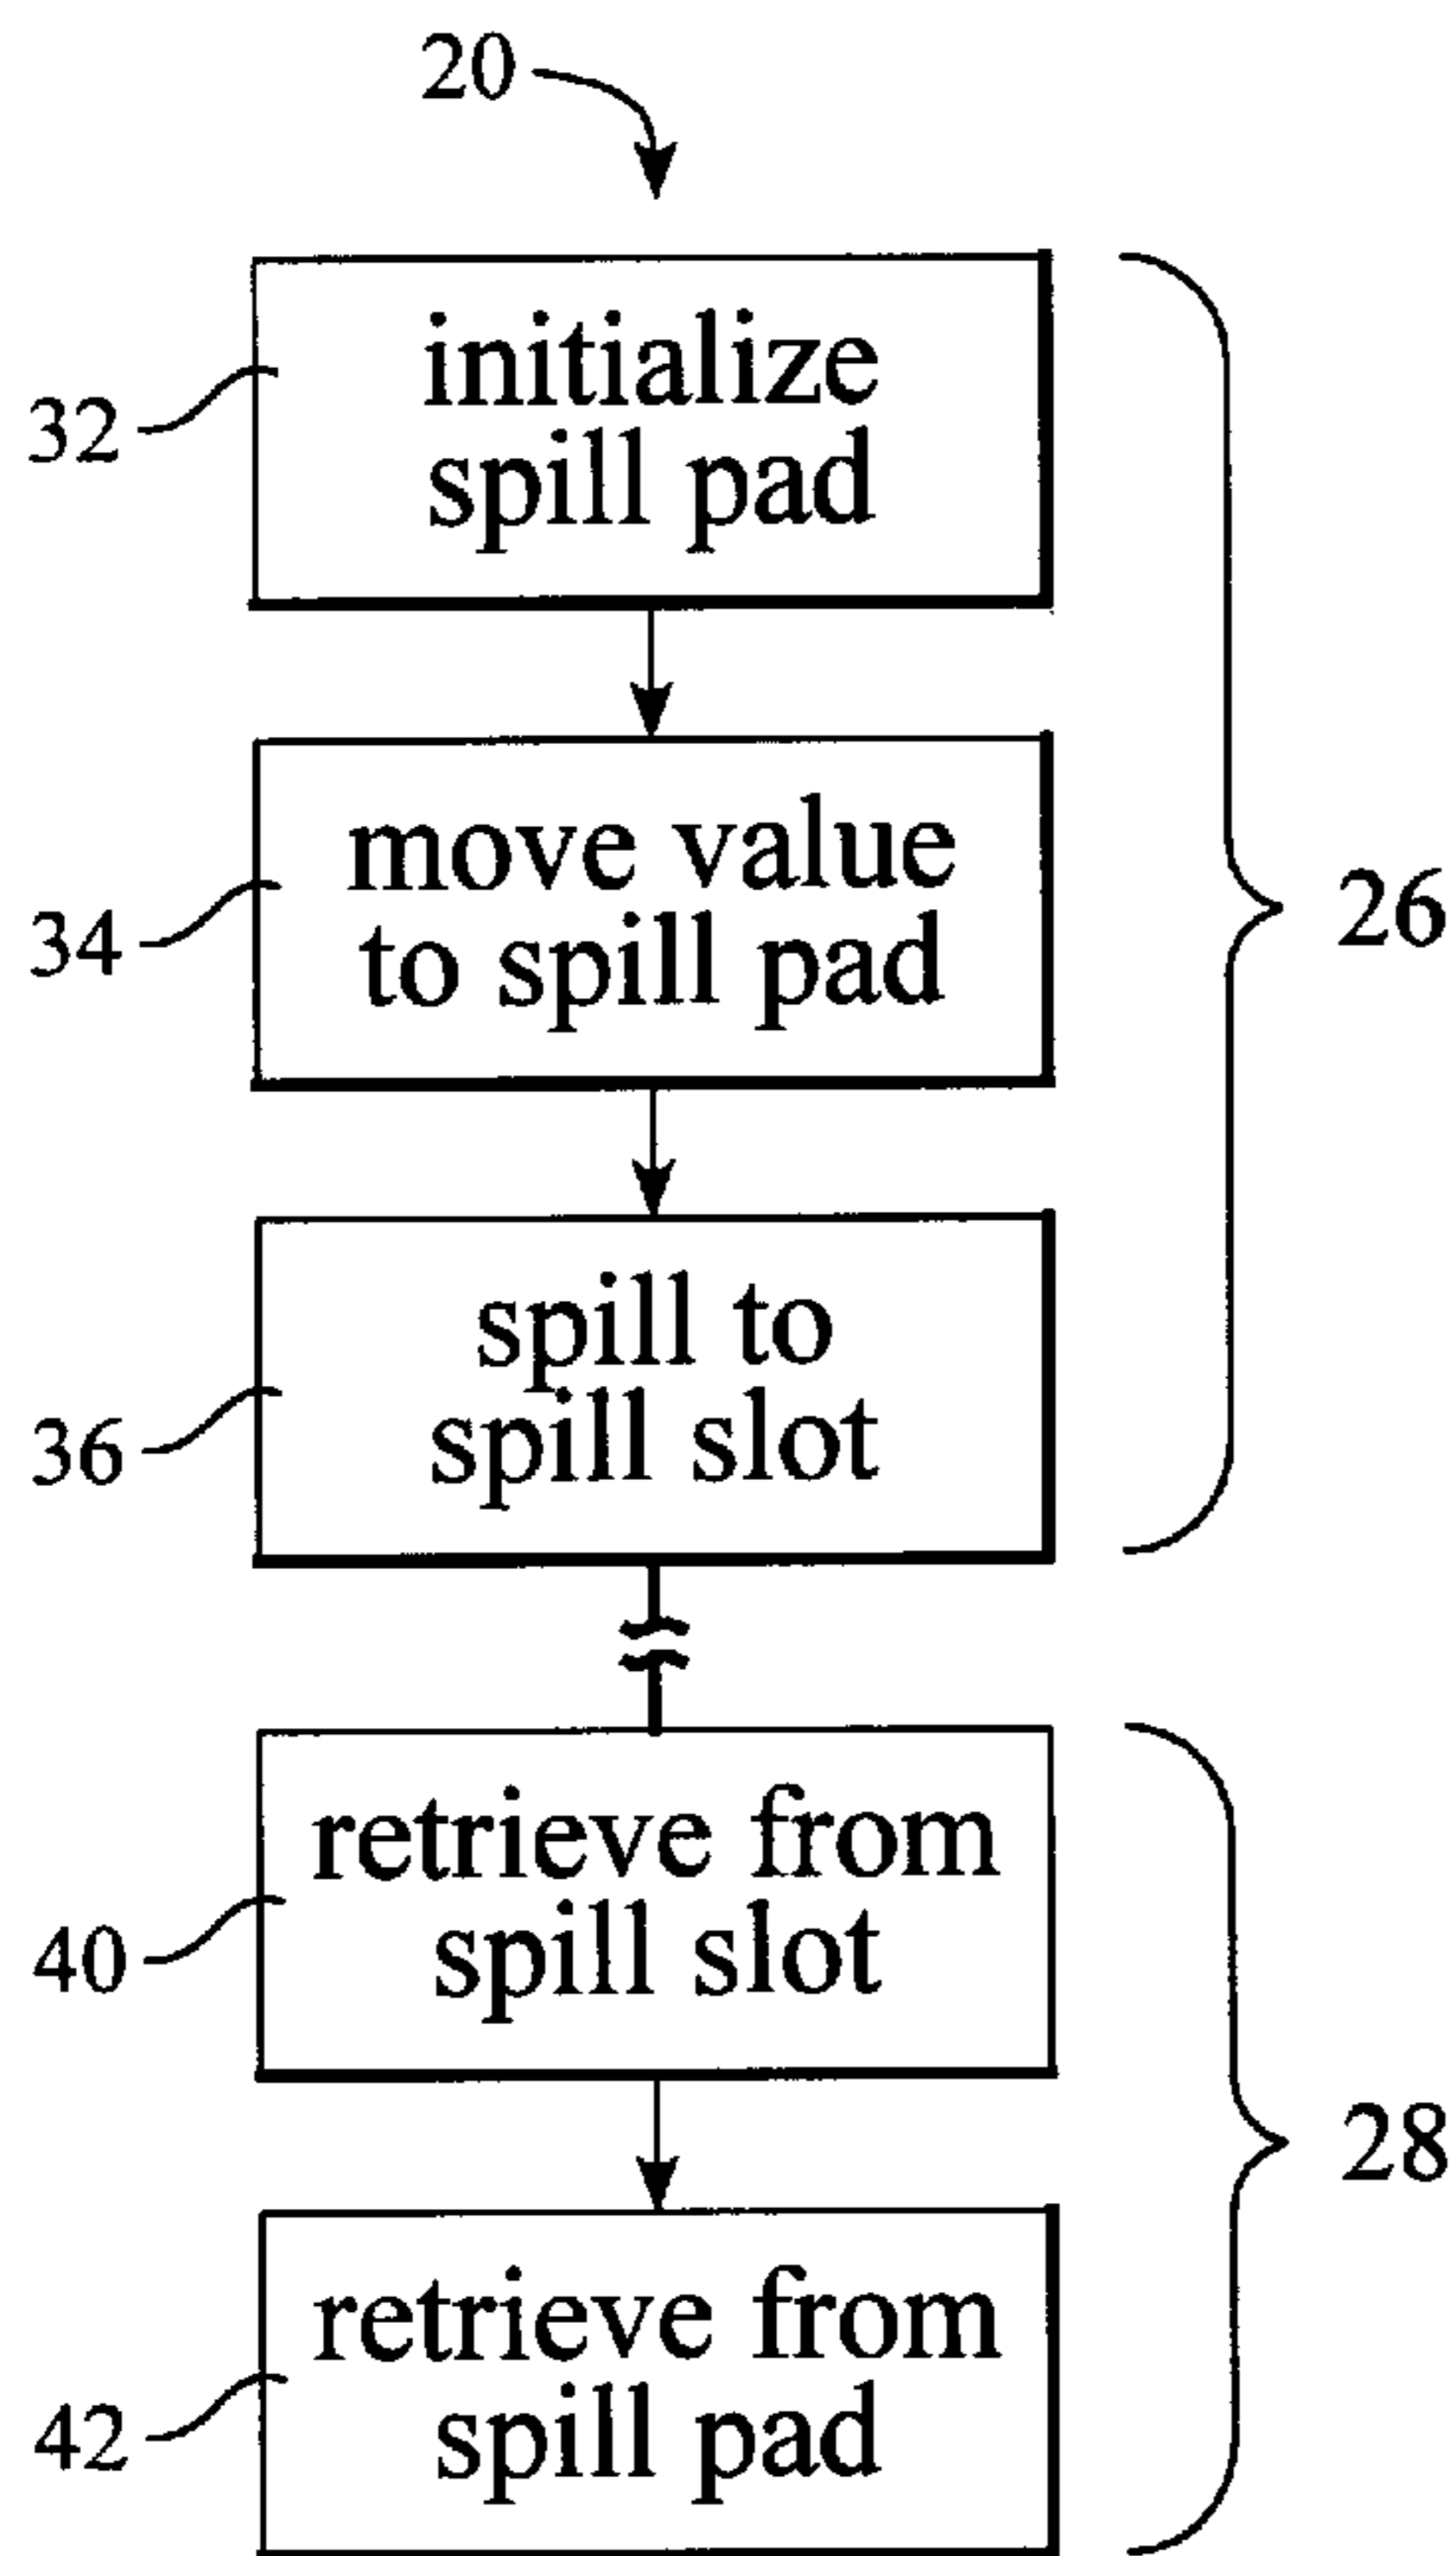 20
initialize
spill pad
32
move value
to spill pad
34
26
spill to
spill slot
36
retrieve from
spill slot
40
28
retrieve from
spill pad
42